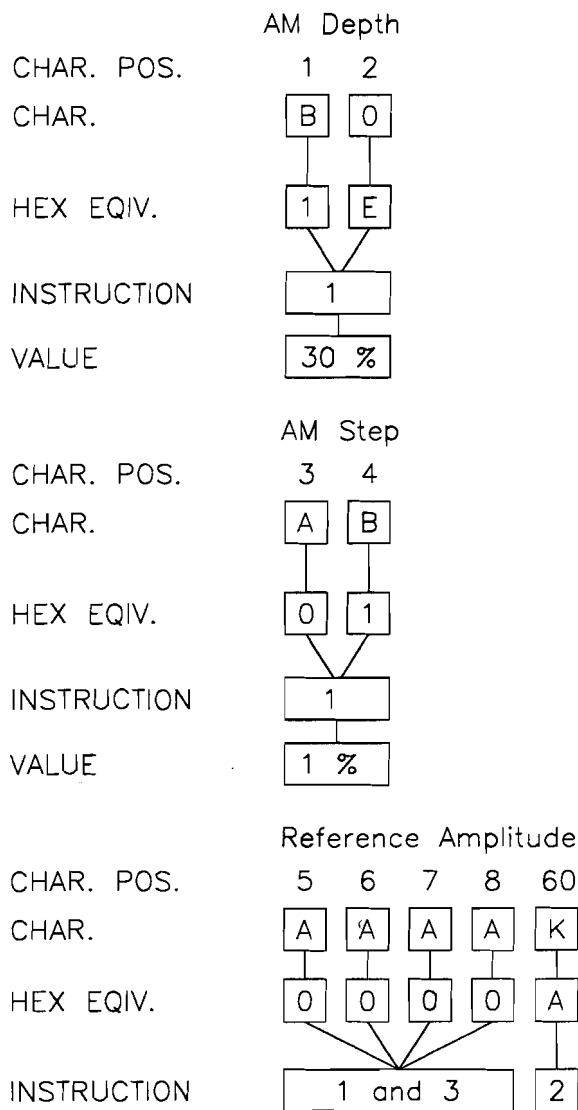 AM Depth
CHAR. POS. 1 2
CHAR. B O
HEX EQIV. 1 E
INSTRUCTION 1
VALUE 30 %
AM Step
CHAR. POS. 3 4
CHAR. A B
HEX EQIV. 0 1
INSTRUCTION 1
VALUE 1 %
Reference Amplitude
CHAR. POS. 5 6 7 8 60
CHAR. A A A A K
HEX EQIV. 0 0 0 0 A
INSTRUCTION 1 and 3 2